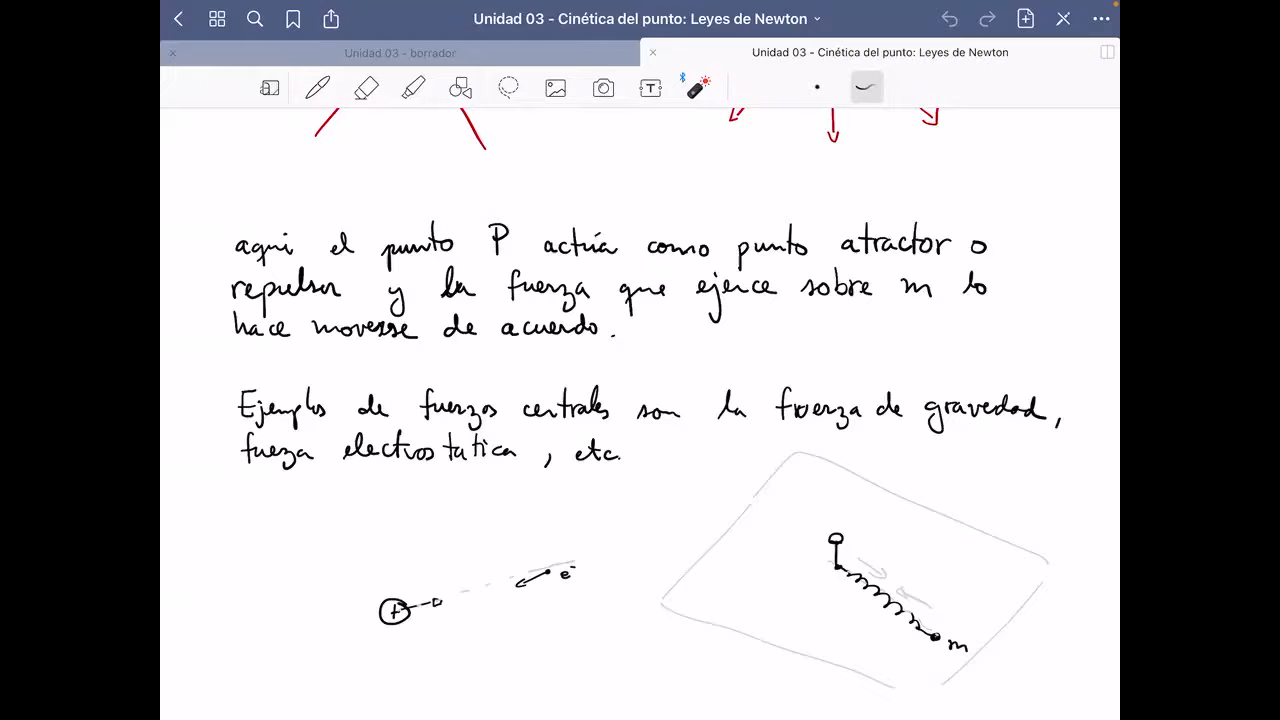 Unidad 03 - Cinética del punto: Leyes de Newton
Unidad 03 - borrador
Unidad 03 - Cinética del punto: Leyes de Newton
T
aqui el punto P actúa como punto atractor o
repulsor y la fuerza que ejerce sobre m lo
hace moverse de acuerdo.
Ejemplos de fuerzas centrales son la fuerza de gravedad,
fuerza electrostatica, etc.
e-
+
m